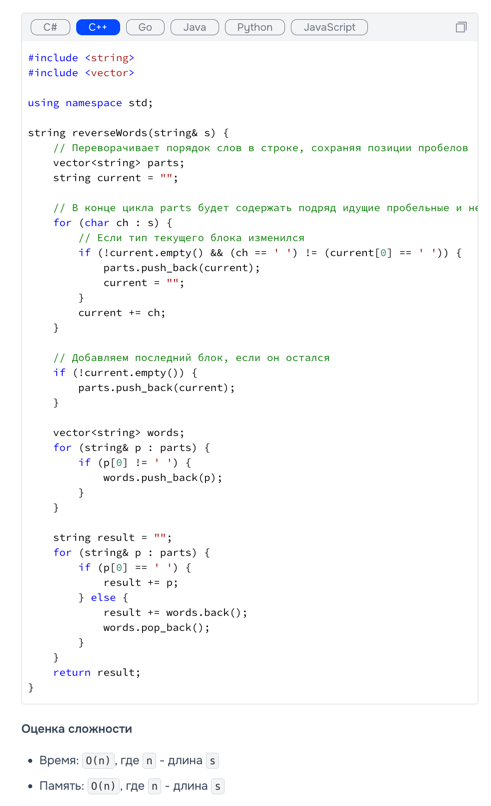 C#
C++
Go
Java
Python
JavaScript
#include <string>
#include <vector>
using namespace std;
string reverseWords(string& s) {
    // Переворачивает порядок слов в строке, сохраняя позиции пробелов
    vector<string> parts;
    string current = "";
    // В конце цикла parts будет содержать подряд идущие пробельные и не
    for (char ch : s) {
        // Если тип текущего блока изменился
        if (!current.empty() && (ch == ' ') != (current[0] == ' ')) {
            parts.push_back(current);
            current = "";
        }
        current += ch;
    }
    // Добавляем последний блок, если он остался
    if (!current.empty()) {
        parts.push_back(current);
    }
    vector<string> words;
    for (string& p : parts) {
        if (p[0] != ' ') {
            words.push_back(p);
        }
    }
    string result = "";
    for (string& p : parts) {
        if (p[0] == ' ') {
            result += p;
        } else {
            result += words.back();
            words.pop_back();
        }
    }
    return result;
}
Оценка сложности
• Время: O(n), где n - длина s
• Память: O(n), где n - длина s